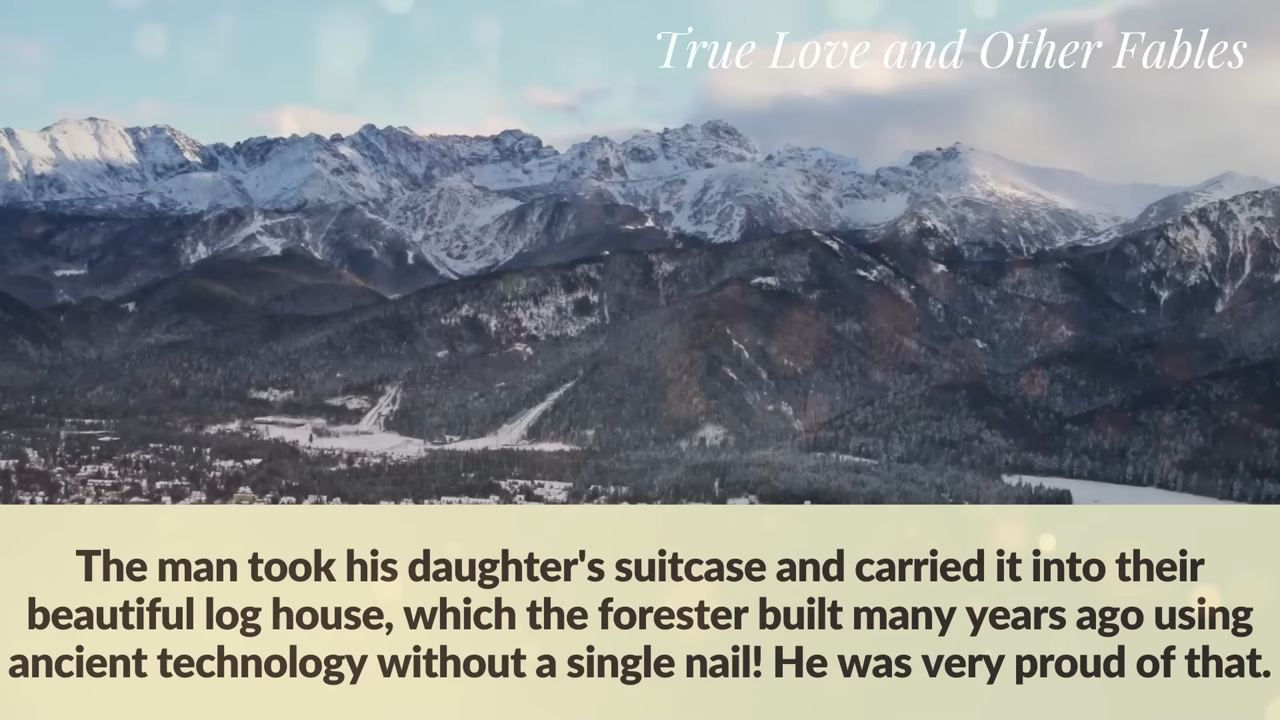 True Love and Other Fables
The man took his daughter's suitcase and carried it into their
beautiful log house, which the forester built many years ago using
ancient technology without a single nail! He was very proud of that.